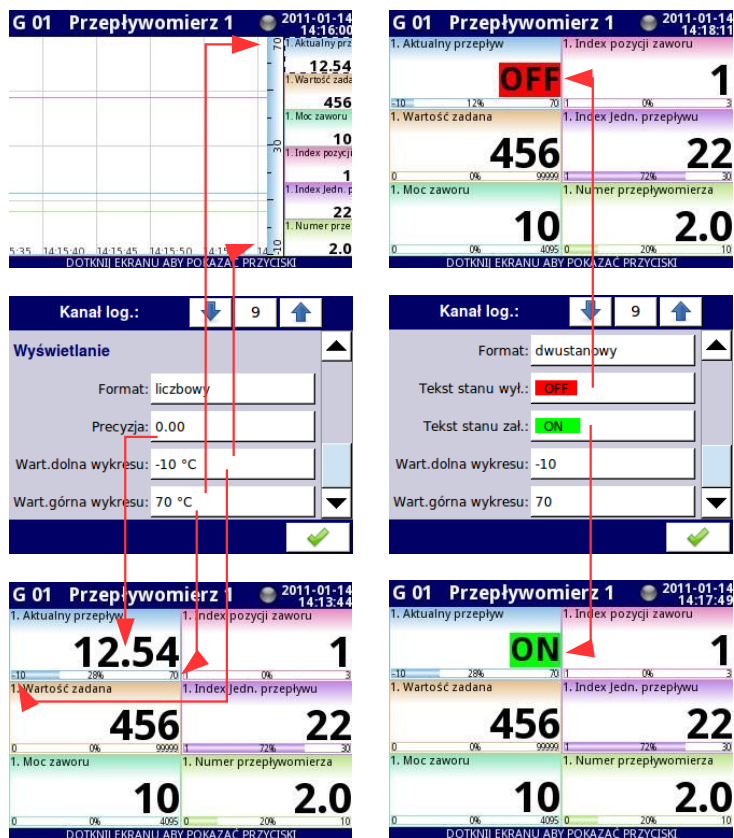 G 01 Przepływomierz 1 2011-01-14
14:16:00
70
30
-10
1. Aktualny prz
12.54
1. Wartość zada
456
1. Moc zaworu
10
1. Index pozycji
1
1. Index Jedn. p
22
1. Numer prze
2.0
5:35 14:15:40 14:15:45 14:15:50 14:15 14
DOTKNIJ EKRANU ABY POKAZAĆ PRZYCISKI
Kanał log.: 9
Wyświetlanie
Format: liczbowy
Precyzja: 0.00
Wart.dolna wykresu: -10 °C
Wart.górna wykresu: 70 °C
G 01 Przepływomierz 1 2011-01-14
14:13:44
1. Aktualny przepływ
12.54
-10 28% 70
1. Index pozycji zaworu
1
1 0% 3
1. Wartość zadana
456
0 0% 99999
1. Index Jedn. przepływu
22
1 72% 30
1. Moc zaworu
10
0 0% 4095
1. Numer przepływomierza
2.0
0 20% 10
DOTKNIJ EKRANU ABY POKAZAĆ PRZYCISKI
G 01 Przepływomierz 1 2011-01-14
14:18:11
1. Aktualny przepływ
OFF
-10 12% 70
1. Index pozycji zaworu
1
1 0% 3
1. Wartość zadana
456
0 0% 99999
1. Index Jedn. przepływu
22
1 72% 30
1. Moc zaworu
10
0 0% 4095
1. Numer przepływomierza
2.0
0 20% 10
DOTKNIJ EKRANU ABY POKAZAĆ PRZYCISKI
Kanał log.: 9
Format: dwustanowy
Tekst stanu wył.: OFF
Tekst stanu zał.: ON
Wart.dolna wykresu: -10
Wart.górna wykresu: 70
G 01 Przepływomierz 1 2011-01-14
14:17:49
1. Aktualny przepływ
ON
-10 28% 70
1. Index pozycji zaworu
1
1 0% 3
1. Wartość zadana
456
0 0% 99999
1. Index Jedn. przepływu
22
1 72% 30
1. Moc zaworu
10
0 0% 4095
1. Numer przepływomierza
2.0
0 20% 10
DOTKNIJ EKRANU ABY POKAZAĆ PRZYCISKI